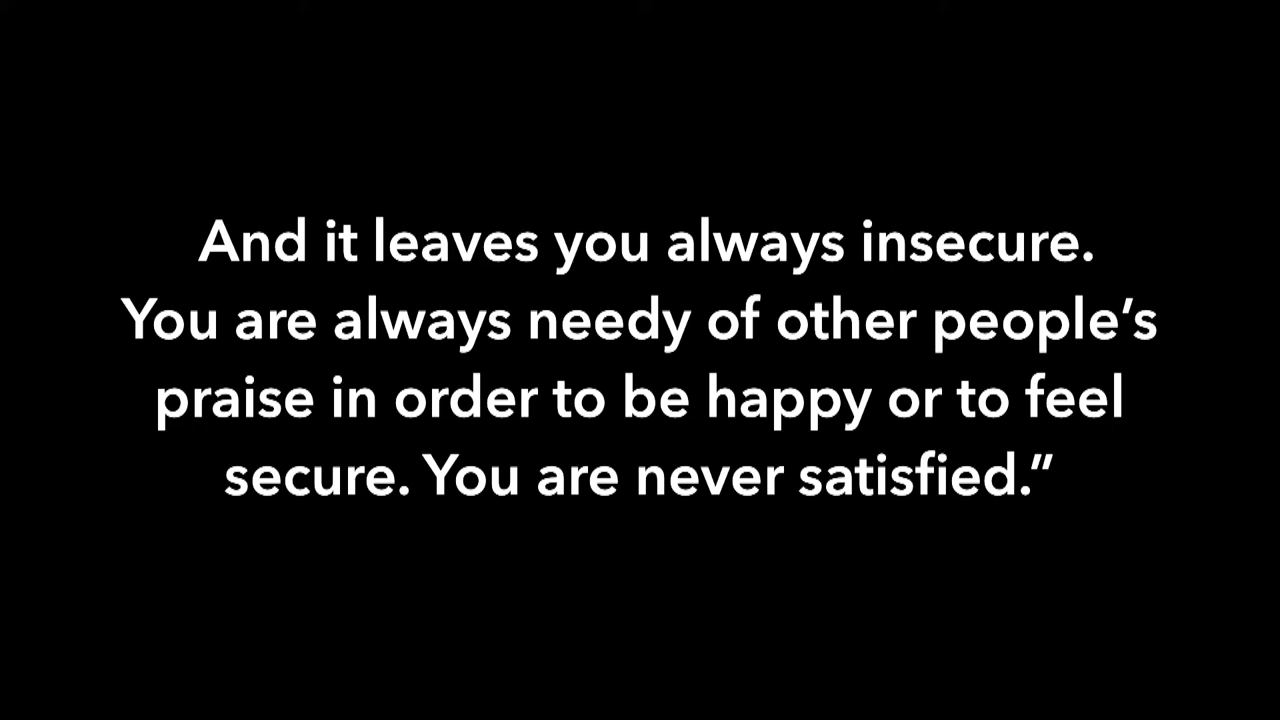 And it leaves you always insecure.
You are always needy of other people’s
praise in order to be happy or to feel
secure. You are never satisfied.”